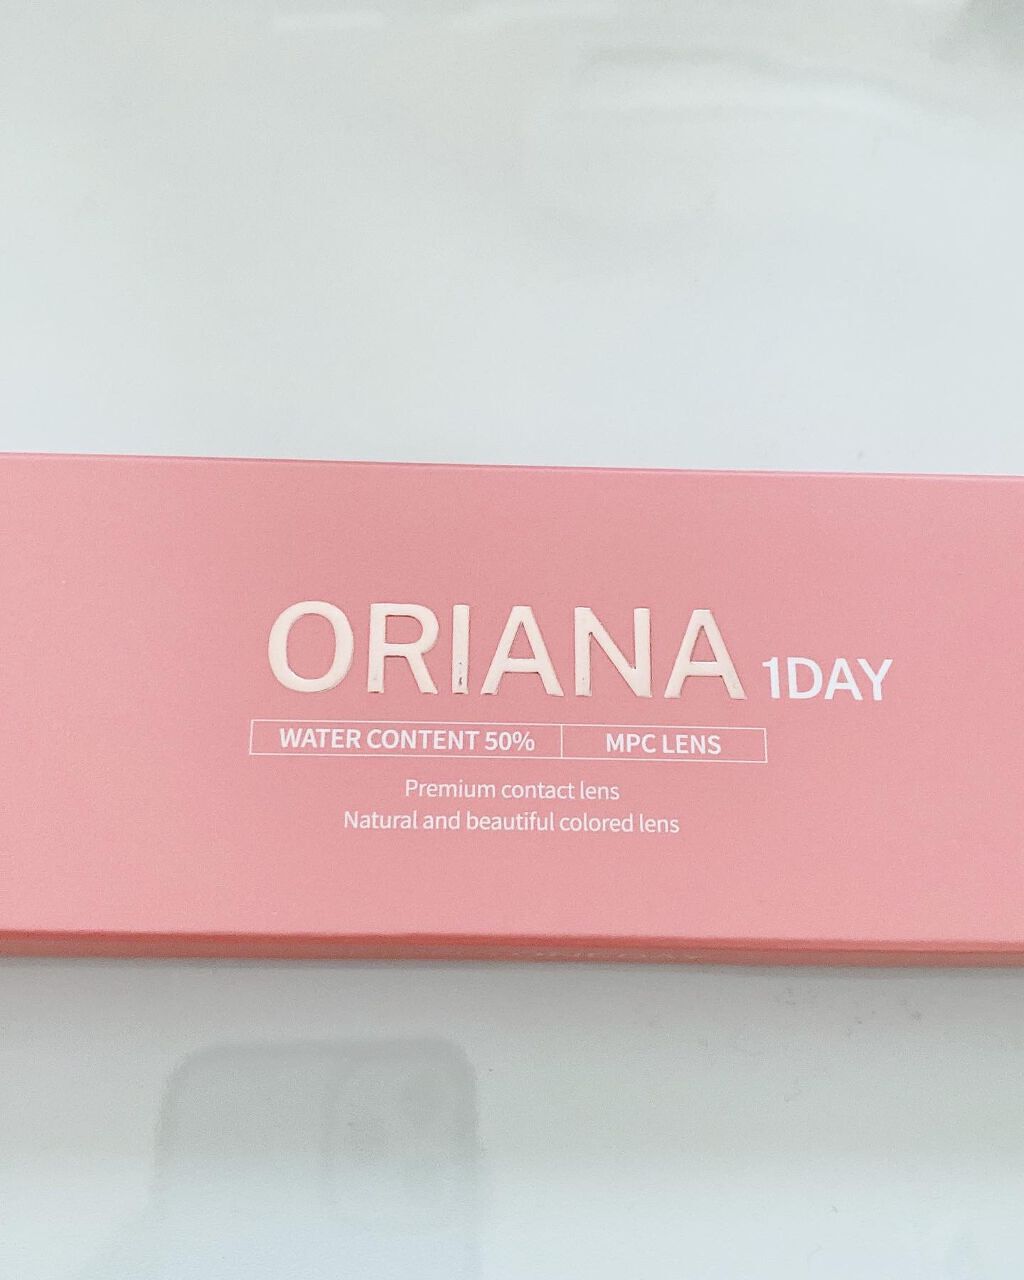 ORIANA 1DAY
WATER CONTENT 50% MPC LENS
Premium contact lens
Natural and beautiful colored lens